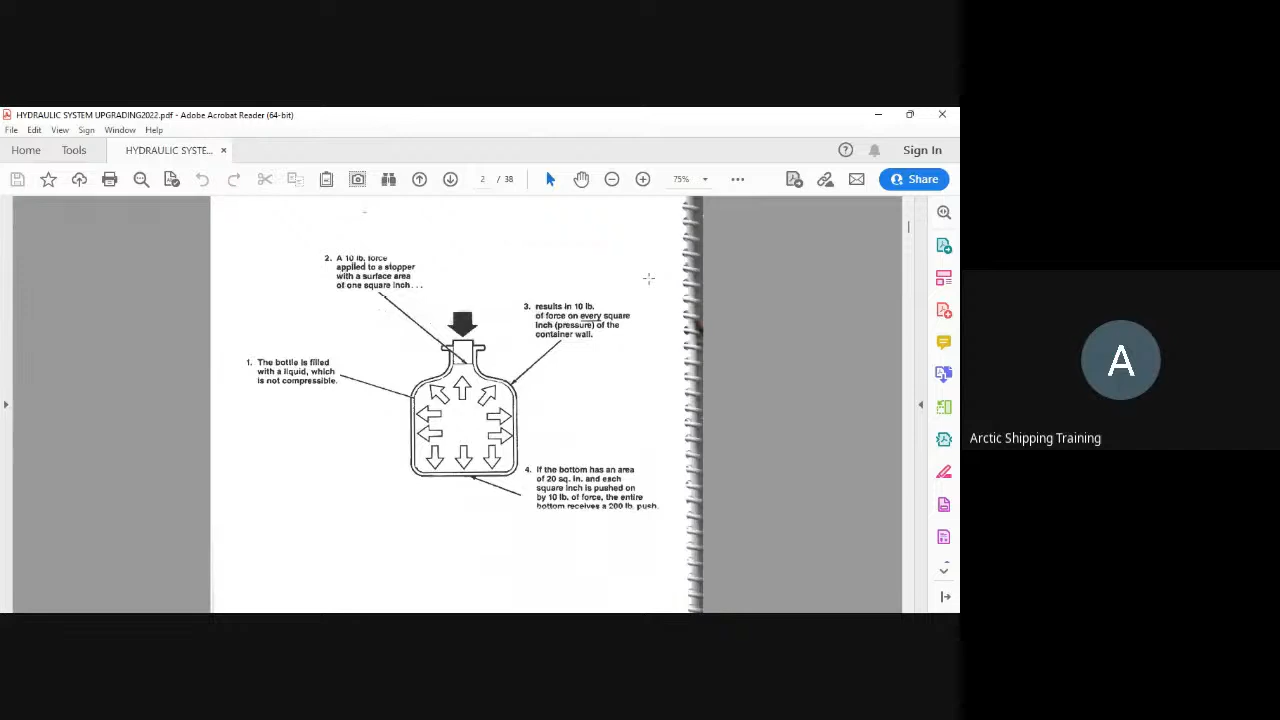 HYDRAULIC SYSTEM UPGRADING2022.pdf - Adobe Acrobat Reader (64-bit)
File Edit View Sign Window Help
Home Tools HYDRAULIC SYSTE... × Sign In
2 / 38 75% Share
2. A 10 lb. force
applied to a stopper
with a surface area
of one square inch...
3. results in 10 lb.
of force on every square
inch (pressure) of the
container wall.
1. The bottle is filled
with a liquid, which
is not compressible.
4. If the bottom has an area
of 20 sq. in. and each
square inch is pushed on
by 10 lb. of force, the entire
bottom receives a 200 lb. push.
A
Arctic Shipping Training